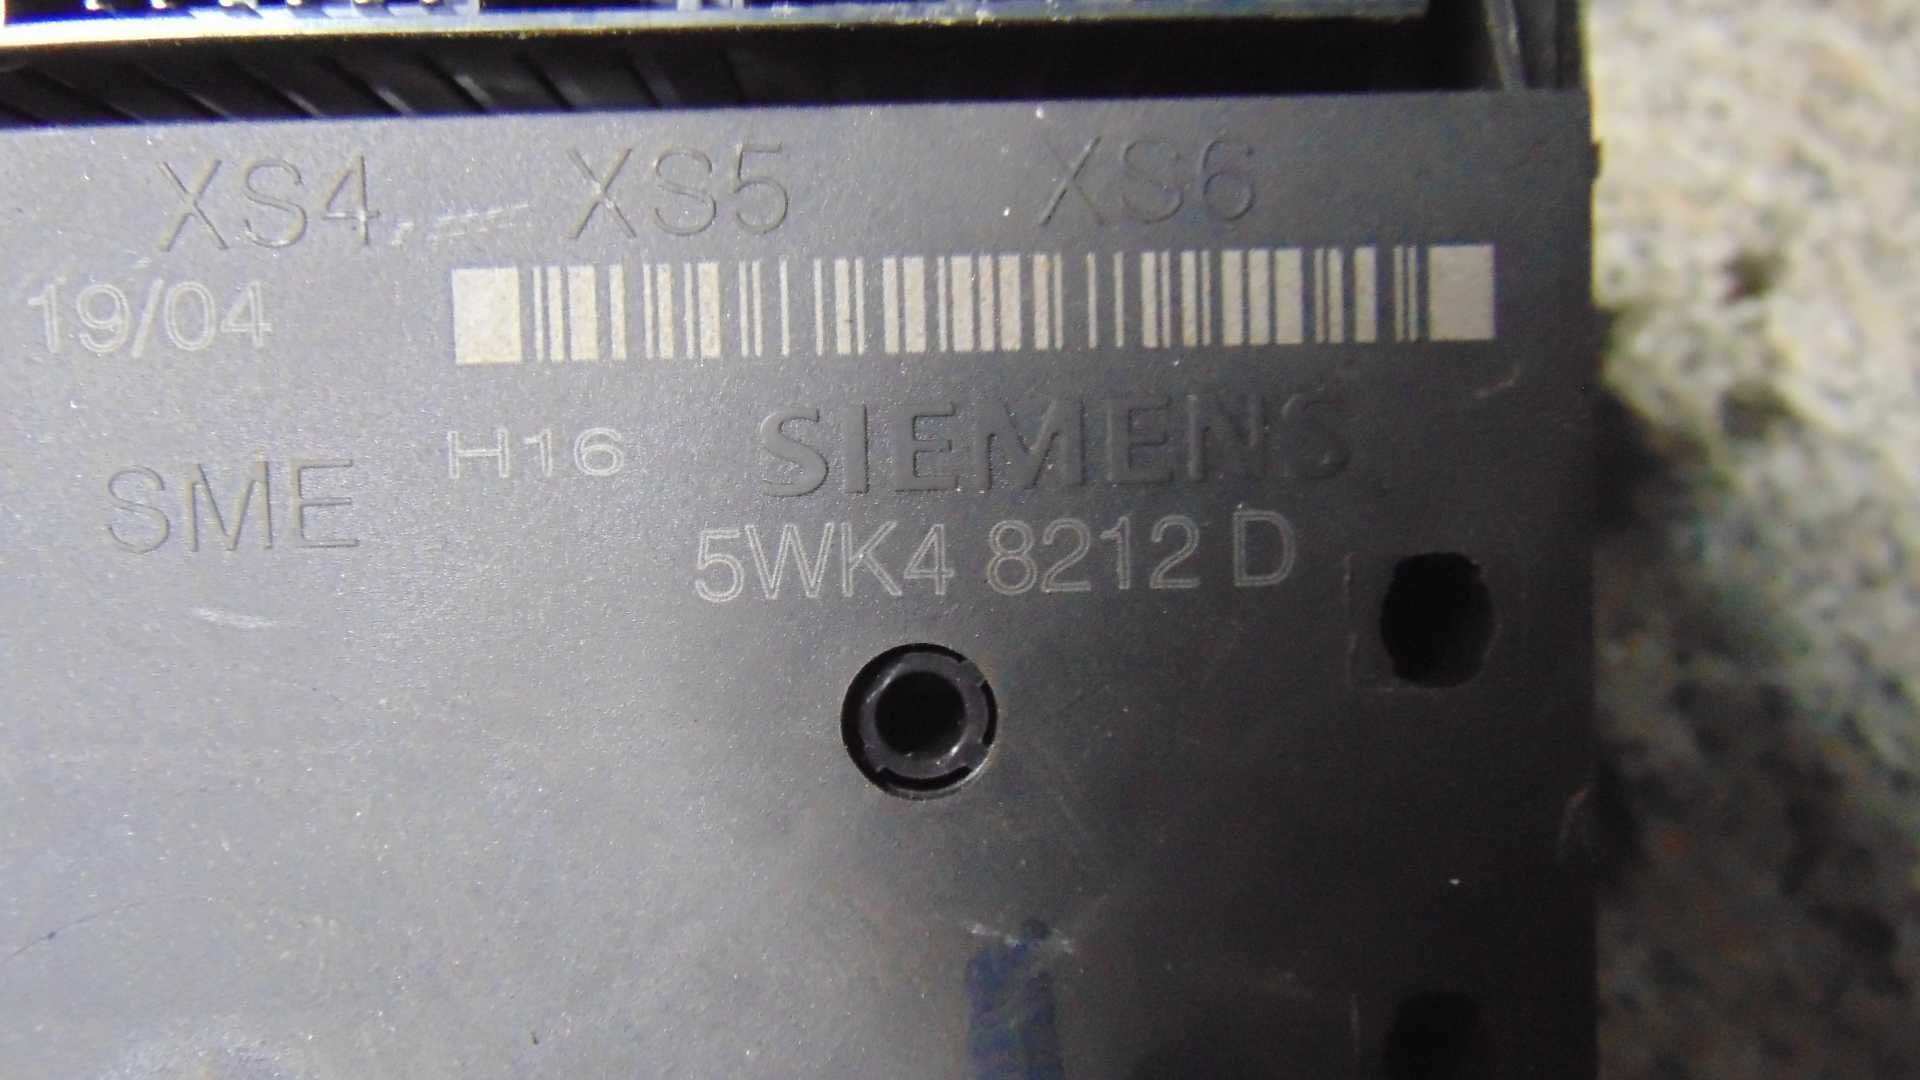 XS4 XS5 XS6
19/04
SME H16 SIEMENS
5WK4 8212 D